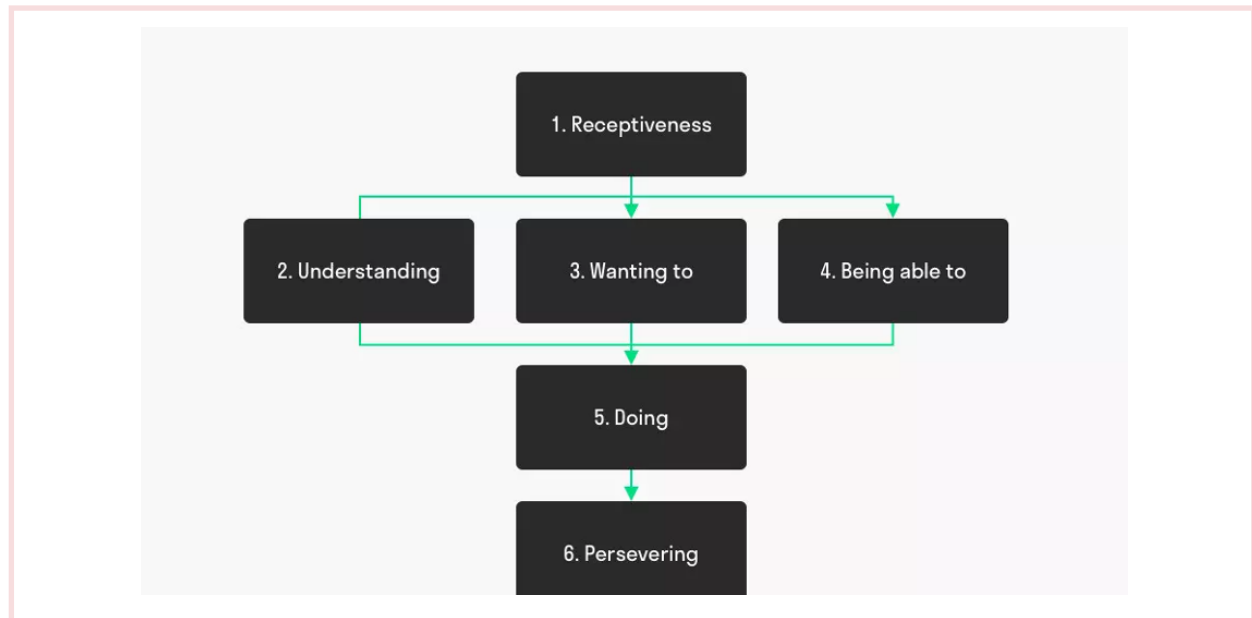 1. Receptiveness
2. Understanding
3. Wanting to
4. Being able to
5. Doing
6. Persevering